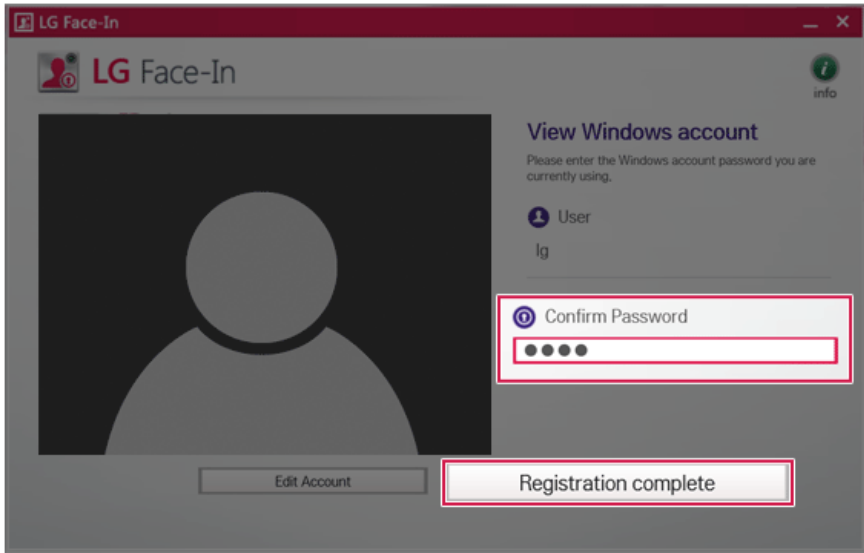 LG Face-In
LG Face-In
info
View Windows account
Please enter the Windows account password you are
currently using.
User
lg
Confirm Password
Edit Account
Registration complete